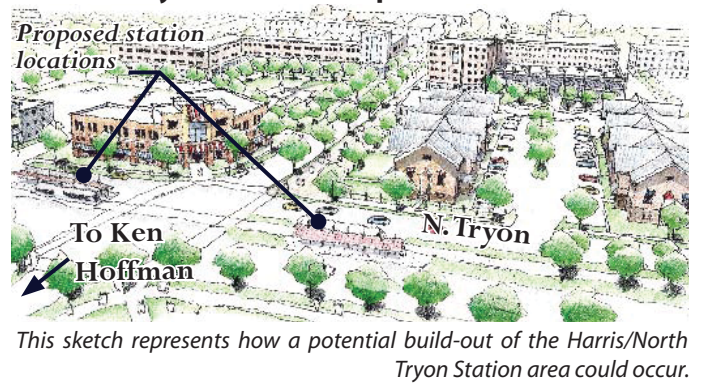 Proposed station
locations
N. Tryon
To Ken
Hoffman
This sketch represents how a potential build-out of the Harris/North
Tryon Station area could occur.